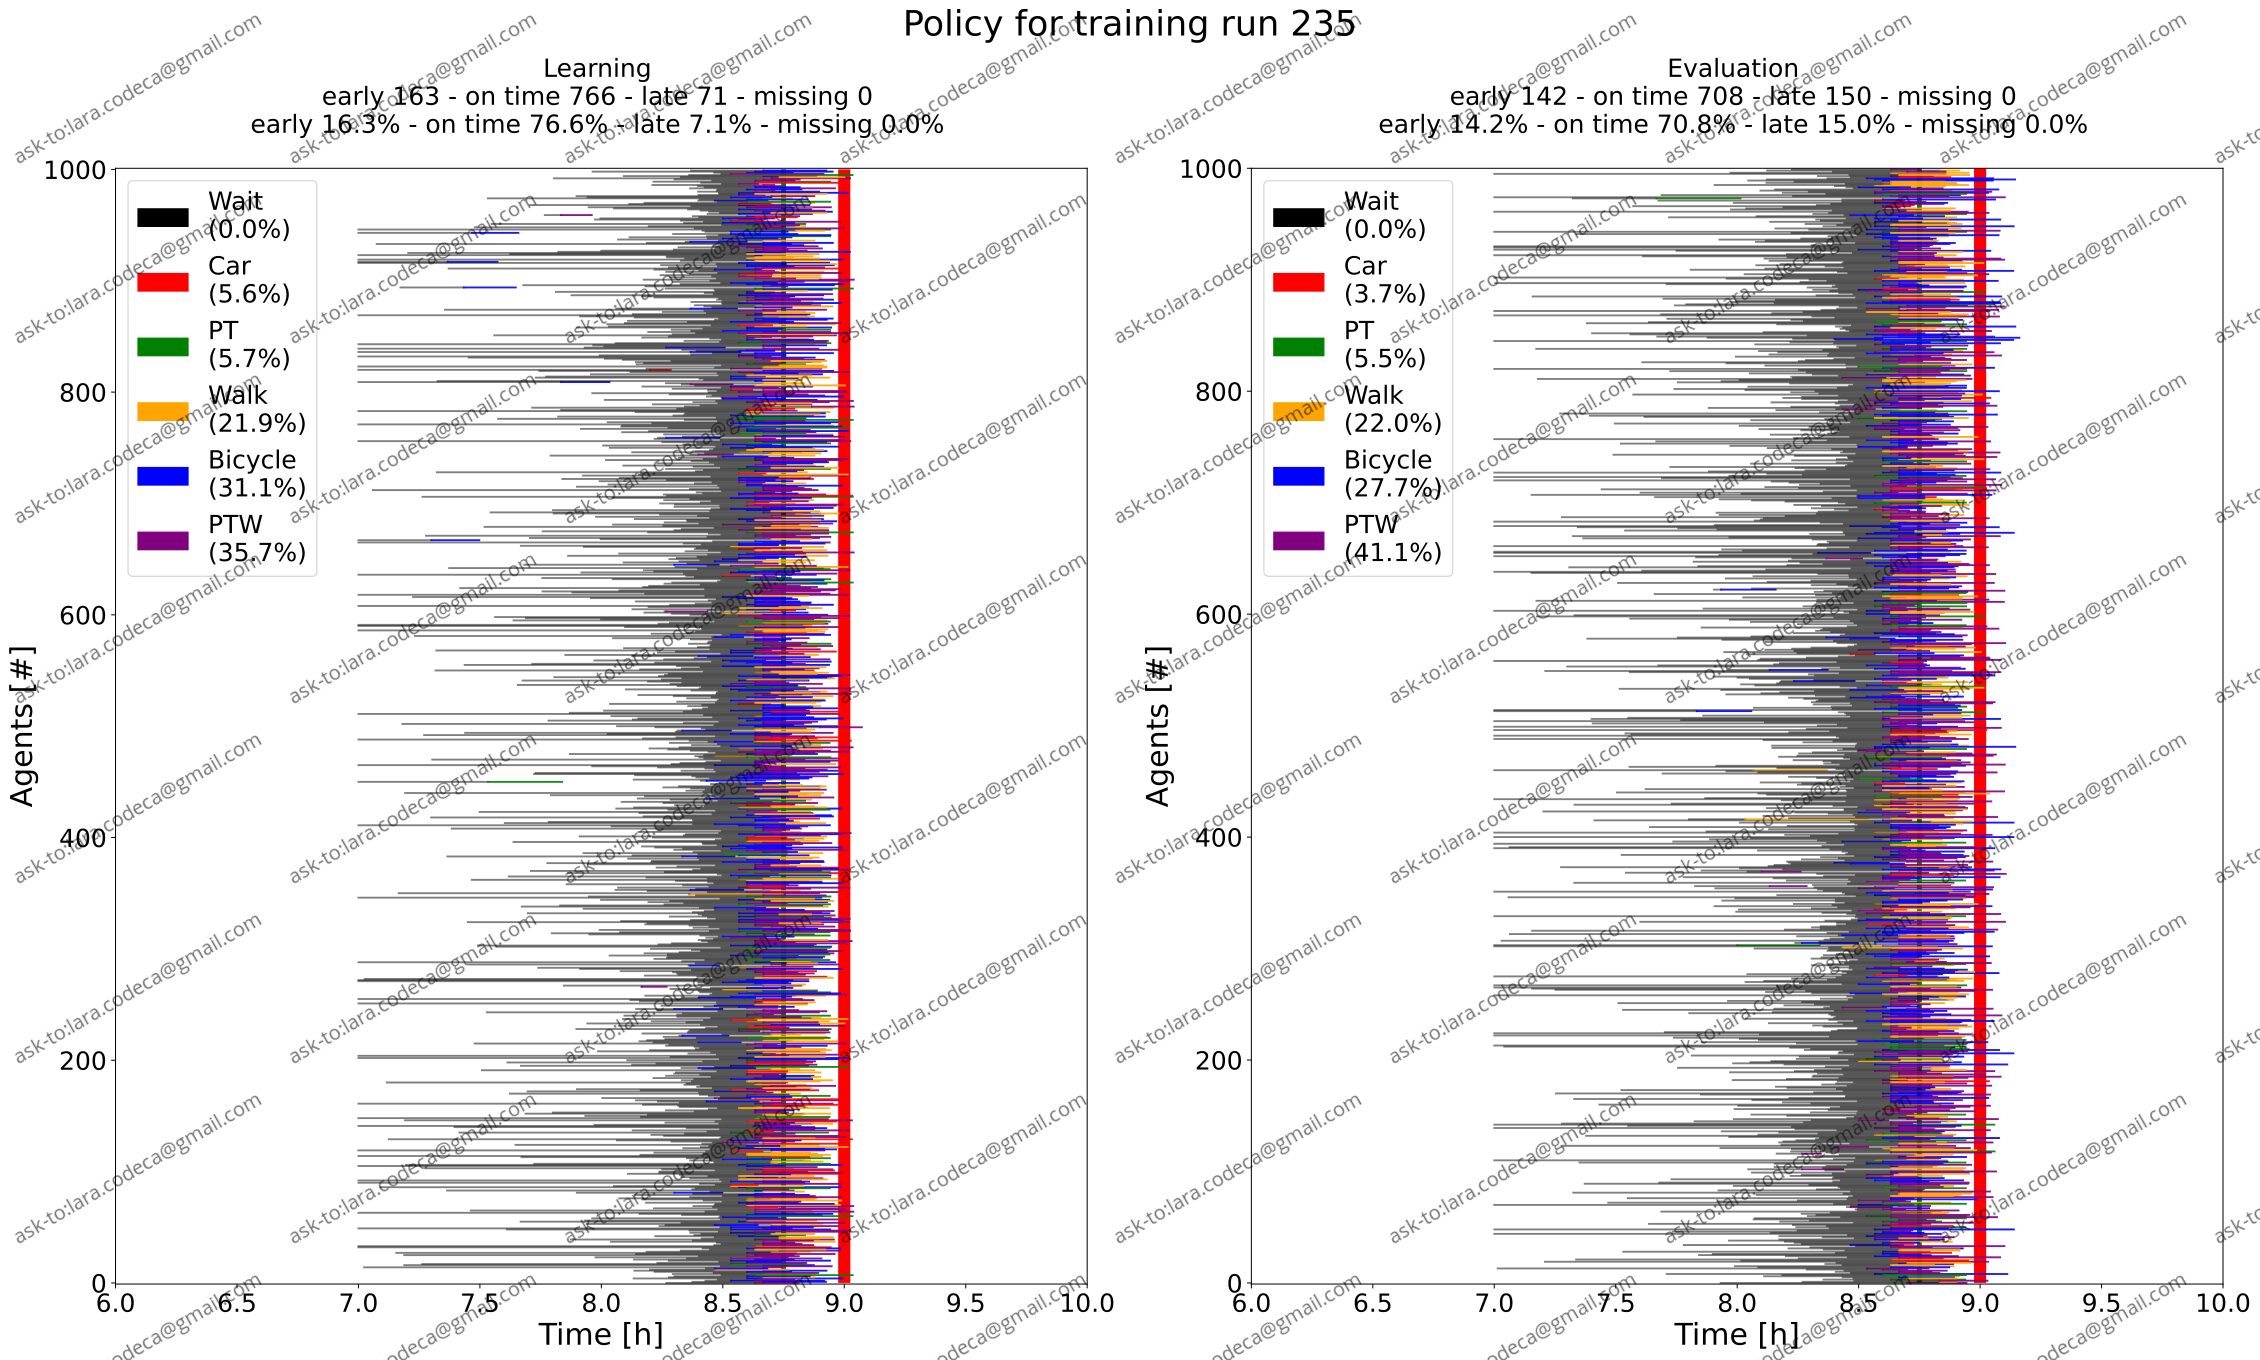 Policy for training run 235
Learning
early 163 - on time 766 - late 71 - missing 0
early 16.3% - on time 76.6% - late 7.1% - missing 0.0%
Wait
(0.0%)
Car
(5.6%)
PT
(5.7%)
Walk
(21.9%)
Bicycle
(31.1%)
PTW
(35.7%)
1000
800
600
400
200
0
Agents [#]
6.0 6.5 7.0 7.5 8.0 8.5 9.0 9.5 10.0
Time [h]
Evaluation
early 142 - on time 708 - late 150 - missing 0
early 14.2% - on time 70.8% - late 15.0% - missing 0.0%
Wait
(0.0%)
Car
(3.7%)
PT
(5.5%)
Walk
(22.0%)
Bicycle
(27.7%)
PTW
(41.1%)
1000
800
600
400
200
0
Agents [#]
6.0 6.5 7.0 7.5 8.0 8.5 9.0 9.5 10.0
Time [h]
ask-to:lara.codeca@gmail.com